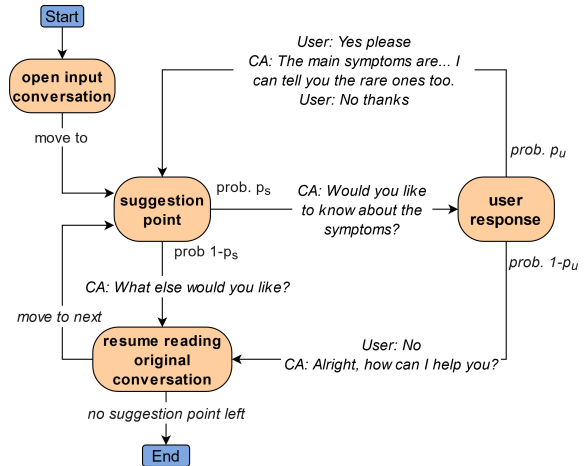 Start
open input
conversation
move to
User: Yes please
CA: The main symptoms are... I
can tell you the rare ones too.
User: No thanks
prob. pu
suggestion
point
prob. ps
CA: Would you like
to know about the
symptoms?
user
response
prob 1-ps
prob. 1-pu
CA: What else would you like?
move to next
resume reading
original
conversation
User: No
CA: Alright, how can I help you?
no suggestion point left
End